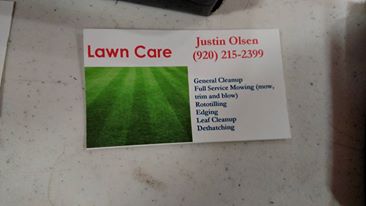 Lawn Care
Justin Olsen
(920) 215-2399
General Cleanup
Full Service Mowing (mow,
trim and blow)
Rototilling
Edging
Leaf Cleanup
Dethatching